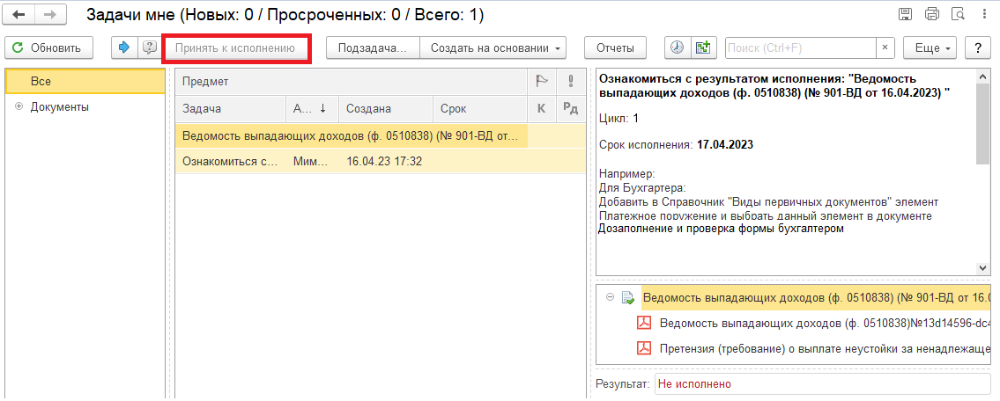 Задачи мне (Новых: 0 / Просроченных: 0 / Всего: 1)
Обновить
Принять к исполнению
Подзадача...
Создать на основании
Отчеты
Поиск (Ctrl+F)
×
Еще
?
Все
Документы
Предмет
Задача А... ↓ Создана Срок К Рд
Ведомость выпадающих доходов (ф. 0510838) (№ 901-ВД от...
Ознакомиться с... Мим... 16.04.23 17:32
Ознакомиться с результатом исполнения: "Ведомость
выпадающих доходов (ф. 0510838) (№ 901-ВД от 16.04.2023) "
Цикл: 1
Срок исполнения: 17.04.2023
Например:
Для Бухгартера:
Добавить в Справочник "Виды первичных документов" элемент
Платежное поружение и выбрать данный элемент в документе
Дозаполнение и проверка формы бухгалтером
Ведомость выпадающих доходов (ф. 0510838) (№ 901-ВД от 16.0
Ведомость выпадающих доходов (ф. 0510838)№13d14596-dc4
Претензия (требование) о выплате неустойки за ненадлежаще
Результат: Не исполнено